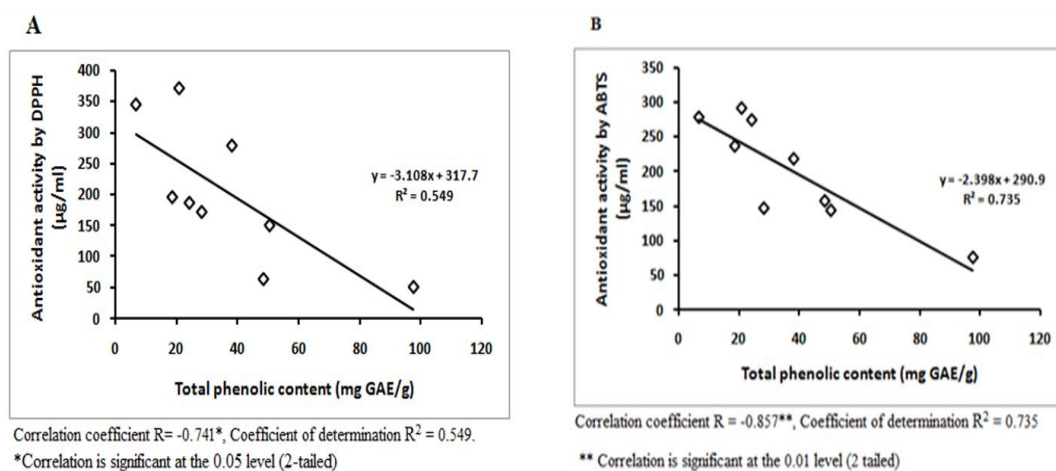 A
Antioxidant activity by DPPH
(µg/ml)
400
350
300
250
200
150
100
50
0
y = -3.108x + 317.7
R² = 0.549
0 20 40 60 80 100 120
Total phenolic content (mg GAE/g)
Correlation coefficient R= -0.741*, Coefficient of determination R² = 0.549.
*Correlation is significant at the 0.05 level (2-tailed)
B
Antioxidant activity by ABTS
(µg/ml)
350
300
250
200
150
100
50
0
y = -2.398x + 290.9
R² = 0.735
0 20 40 60 80 100 120
Total phenolic content (mg GAE/g)
Correlation coefficient R = -0.857**, Coefficient of determination R² = 0.735
** Correlation is significant at the 0.01 level (2 tailed)